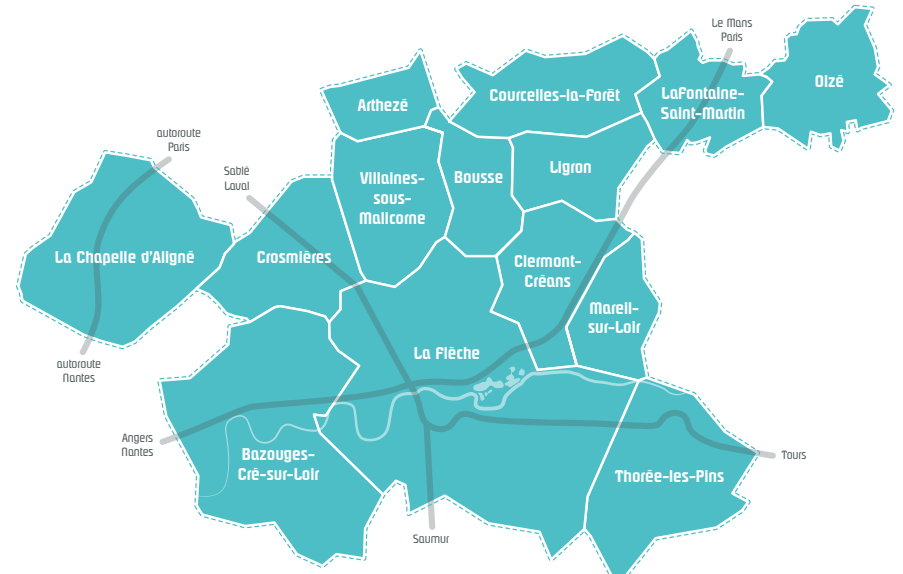 Le Mans
Paris
Oizé
Arthezé
Courcelles-la-Forêt
LaFontaine-
Saint-Martin
autoroute
Paris
Sablé
Laval
Villaines-
sous-
Malicorne
Bousse
Ligron
La Chapelle d'Aligné
Crosmières
Clermont-
Créans
Mareil-
sur-Loir
La Flèche
autoroute
Nantes
Angers
Nantes
Bazouges-
Cré-sur-Loir
Thorée-les-Pins
Tours
Saumur